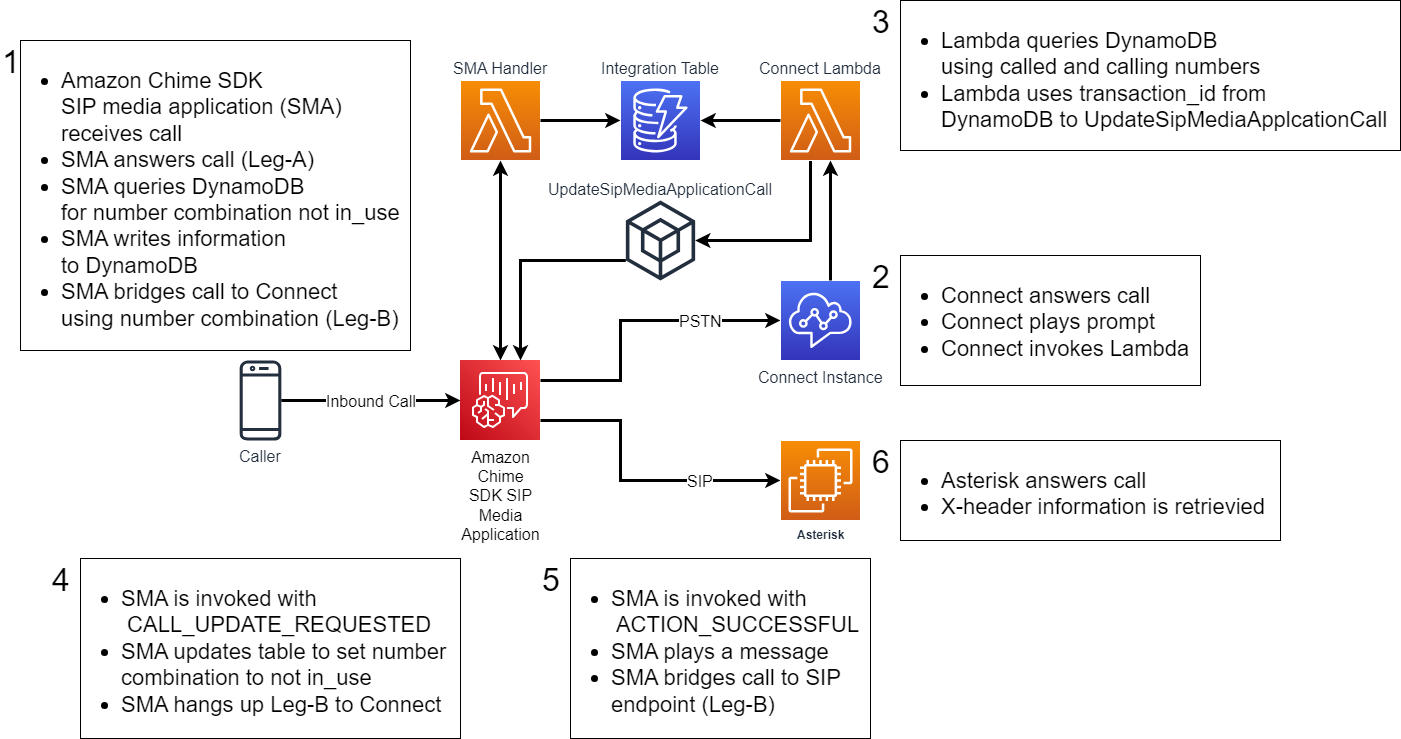 1
• Amazon Chime SDK
SIP media application (SMA)
receives call
• SMA answers call (Leg-A)
• SMA queries DynamoDB
for number combination not in_use
• SMA writes information
to DynamoDB
• SMA bridges call to Connect
using number combination (Leg-B)
SMA Handler
Integration Table
Connect Lambda
3
• Lambda queries DynamoDB
using called and calling numbers
• Lambda uses transaction_id from
DynamoDB to UpdateSipMediaApplcationCall
UpdateSipMediaApplicationCall
2
• Connect answers call
• Connect plays prompt
• Connect invokes Lambda
PSTN
Connect Instance
Inbound Call
Caller
Amazon
Chime
SDK SIP
Media
Application
SIP
Asterisk
6
• Asterisk answers call
• X-header information is retrievied
4
• SMA is invoked with
CALL_UPDATE_REQUESTED
• SMA updates table to set number
combination to not in_use
• SMA hangs up Leg-B to Connect
5
• SMA is invoked with
ACTION_SUCCESSFUL
• SMA plays a message
• SMA bridges call to SIP
endpoint (Leg-B)